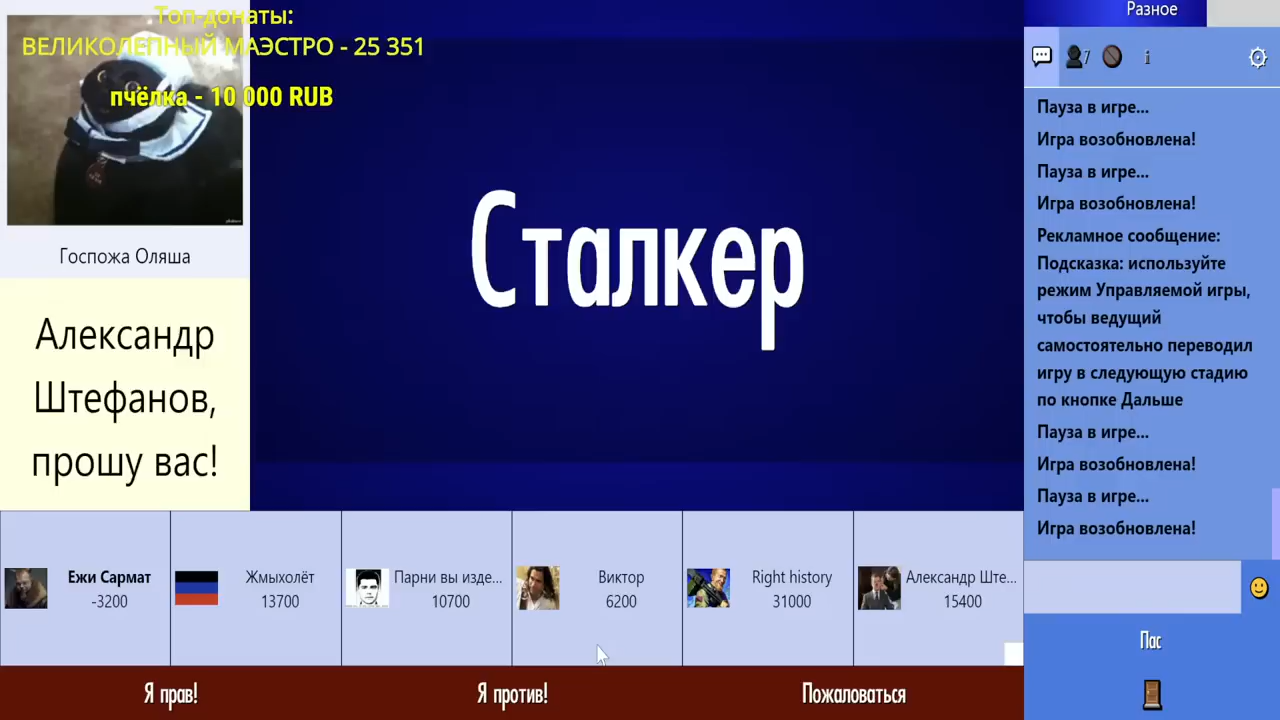 Топ-донаты:
ВЕЛИКОЛЕПНЫЙ МАЭСТРО - 25 351
пчёлка - 10 000 RUB
Госпожа Оляша
Александр
Штефанов,
прошу вас!
Сталкер
Разное
7
i
Пауза в игре...
Игра возобновлена!
Пауза в игре...
Игра возобновлена!
Рекламное сообщение:
Подсказка: используйте
режим Управляемой игры,
чтобы ведущий
самостоятельно переводил
игру в следующую стадию
по кнопке Дальше
Пауза в игре...
Игра возобновлена!
Пауза в игре...
Игра возобновлена!
Ежи Сармат
-3200
Жмыхолёт
13700
Парни вы изде...
10700
Виктор
6200
Right history
31000
Александр Ште...
15400
Пас
Я прав!
Я против!
Пожаловаться